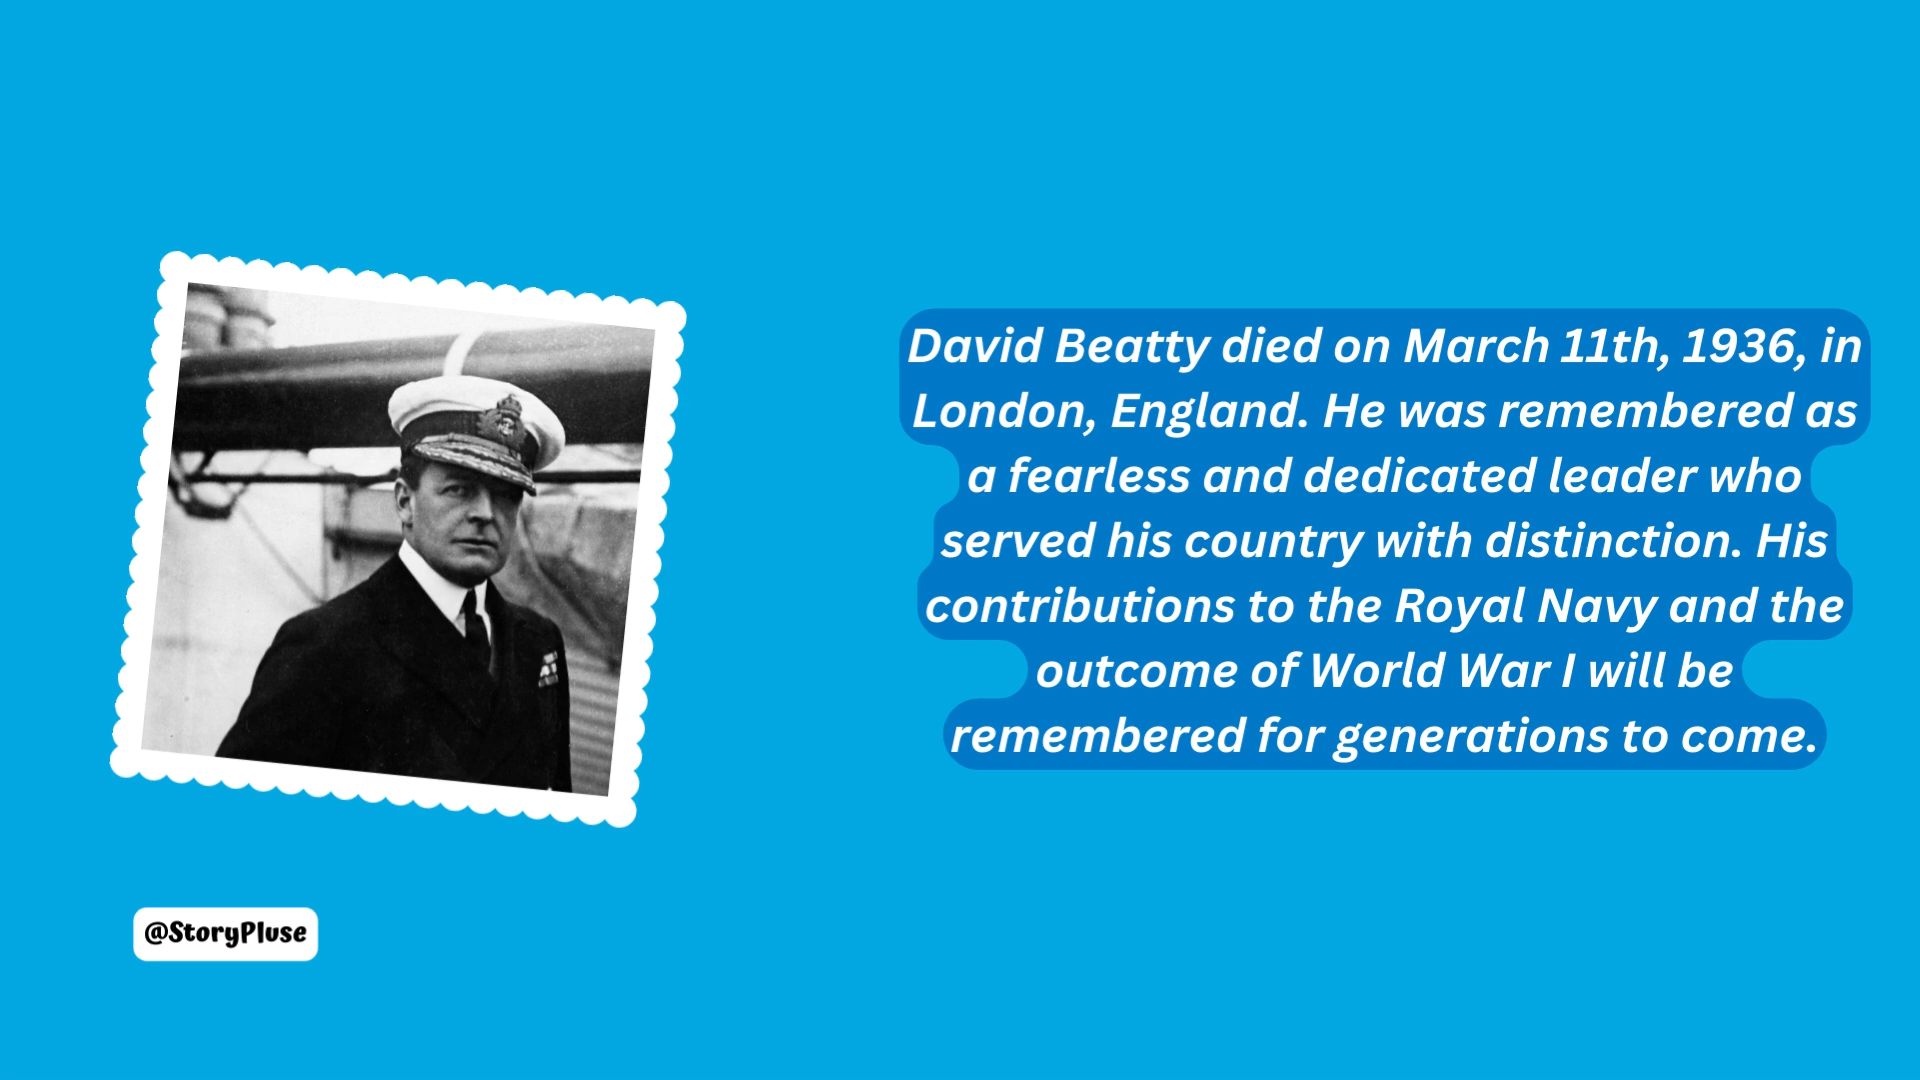 David Beatty died on March 11th, 1936, in
London, England. He was remembered as
a fearless and dedicated leader who
served his country with distinction. His
contributions to the Royal Navy and the
outcome of World War I will be
remembered for generations to come.
@StoryPluse